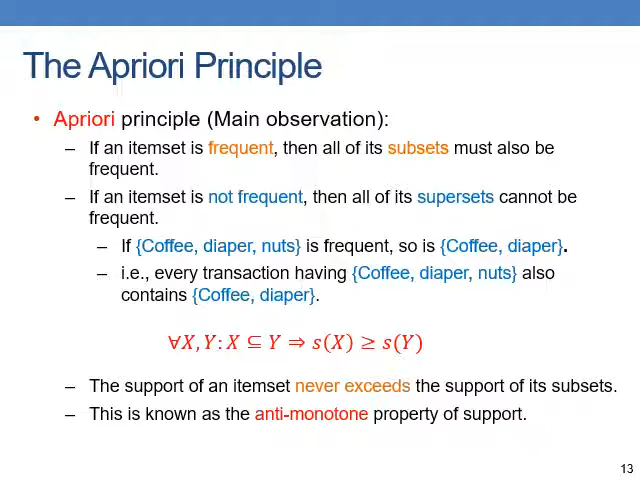 The Apriori Principle
• Apriori principle (Main observation):
– If an itemset is frequent, then all of its subsets must also be
frequent.
– If an itemset is not frequent, then all of its supersets cannot be
frequent.
– If {Coffee, diaper, nuts} is frequent, so is {Coffee, diaper}.
– i.e., every transaction having {Coffee, diaper, nuts} also
contains {Coffee, diaper}.
∀X, Y: X ⊆ Y ⇒ s(X) ≥ s(Y)
– The support of an itemset never exceeds the support of its subsets.
– This is known as the anti-monotone property of support.
13